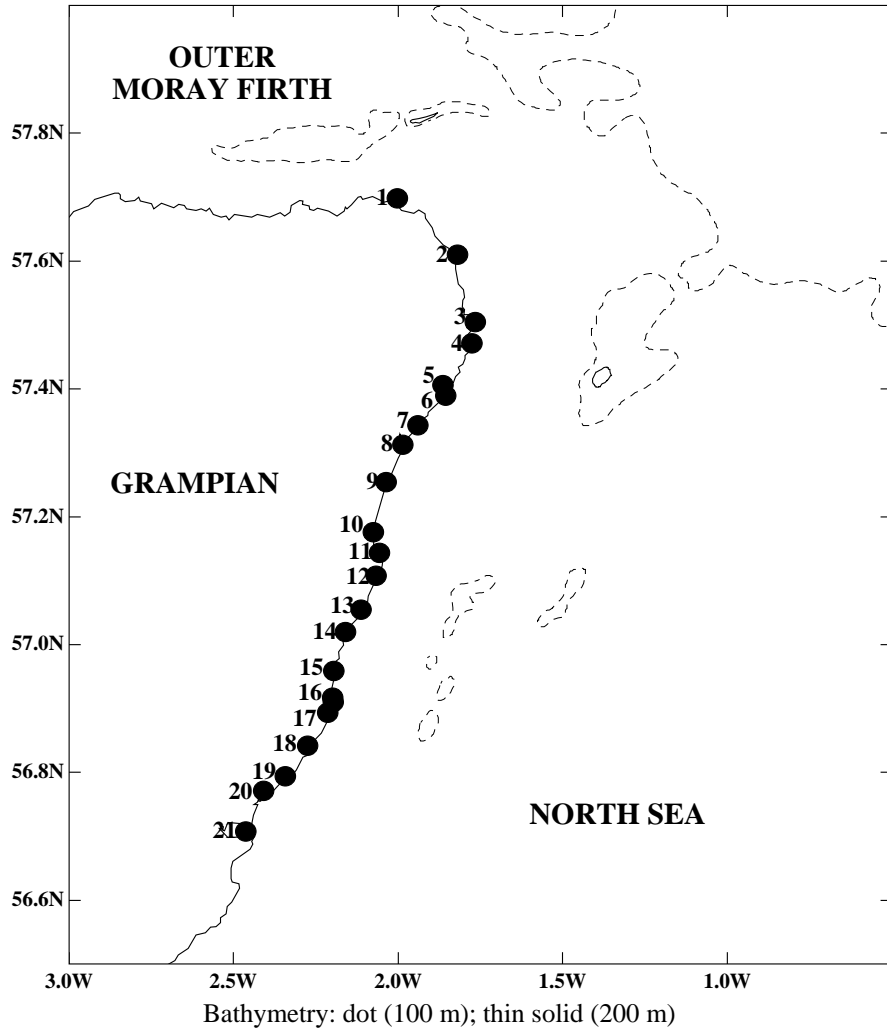 OUTER
MORAY FIRTH
57.8N
1
57.6N
2
3
4
57.4N
5
6
7
8
GRAMPIAN
9
57.2N
10
11
12
13
57.0N
14
15
16
17
18
56.8N
19
20
NORTH SEA
21
56.6N
3.0W 2.5W 2.0W 1.5W 1.0W
Bathymetry: dot (100 m); thin solid (200 m)